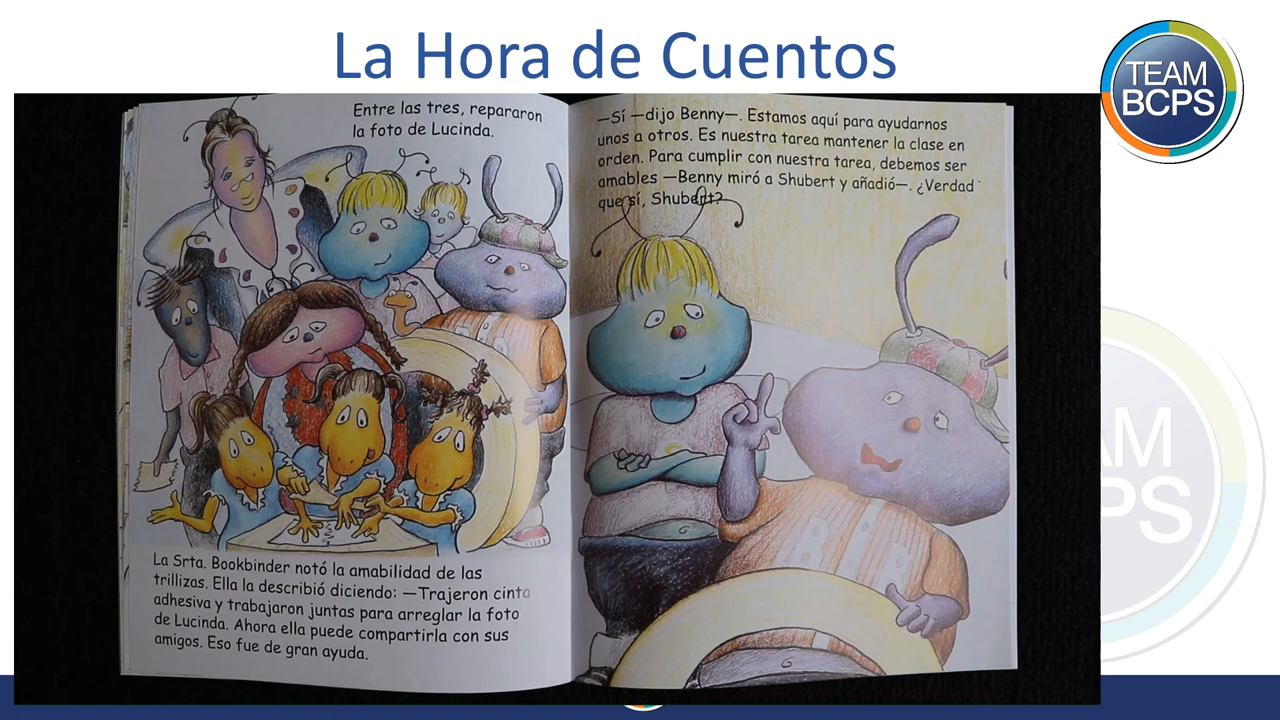 La Hora de Cuentos
TEAM
BCPS
Entre las tres, repararon
la foto de Lucinda.
La Srta. Bookbinder notó la amabilidad de las
trillizas. Ella la describió diciendo: —Trajeron cinta
adhesiva y trabajaron juntas para arreglar la foto
de Lucinda. Ahora ella puede compartirla con sus
amigos. Eso fue de gran ayuda.
—Sí —dijo Benny—. Estamos aquí para ayudarnos
unos a otros. Es nuestra tarea mantener la clase en
orden. Para cumplir con nuestra tarea, debemos ser
amables —Benny miró a Shubert y añadió—. ¿Verdad
que sí, Shubert?
AM
PS